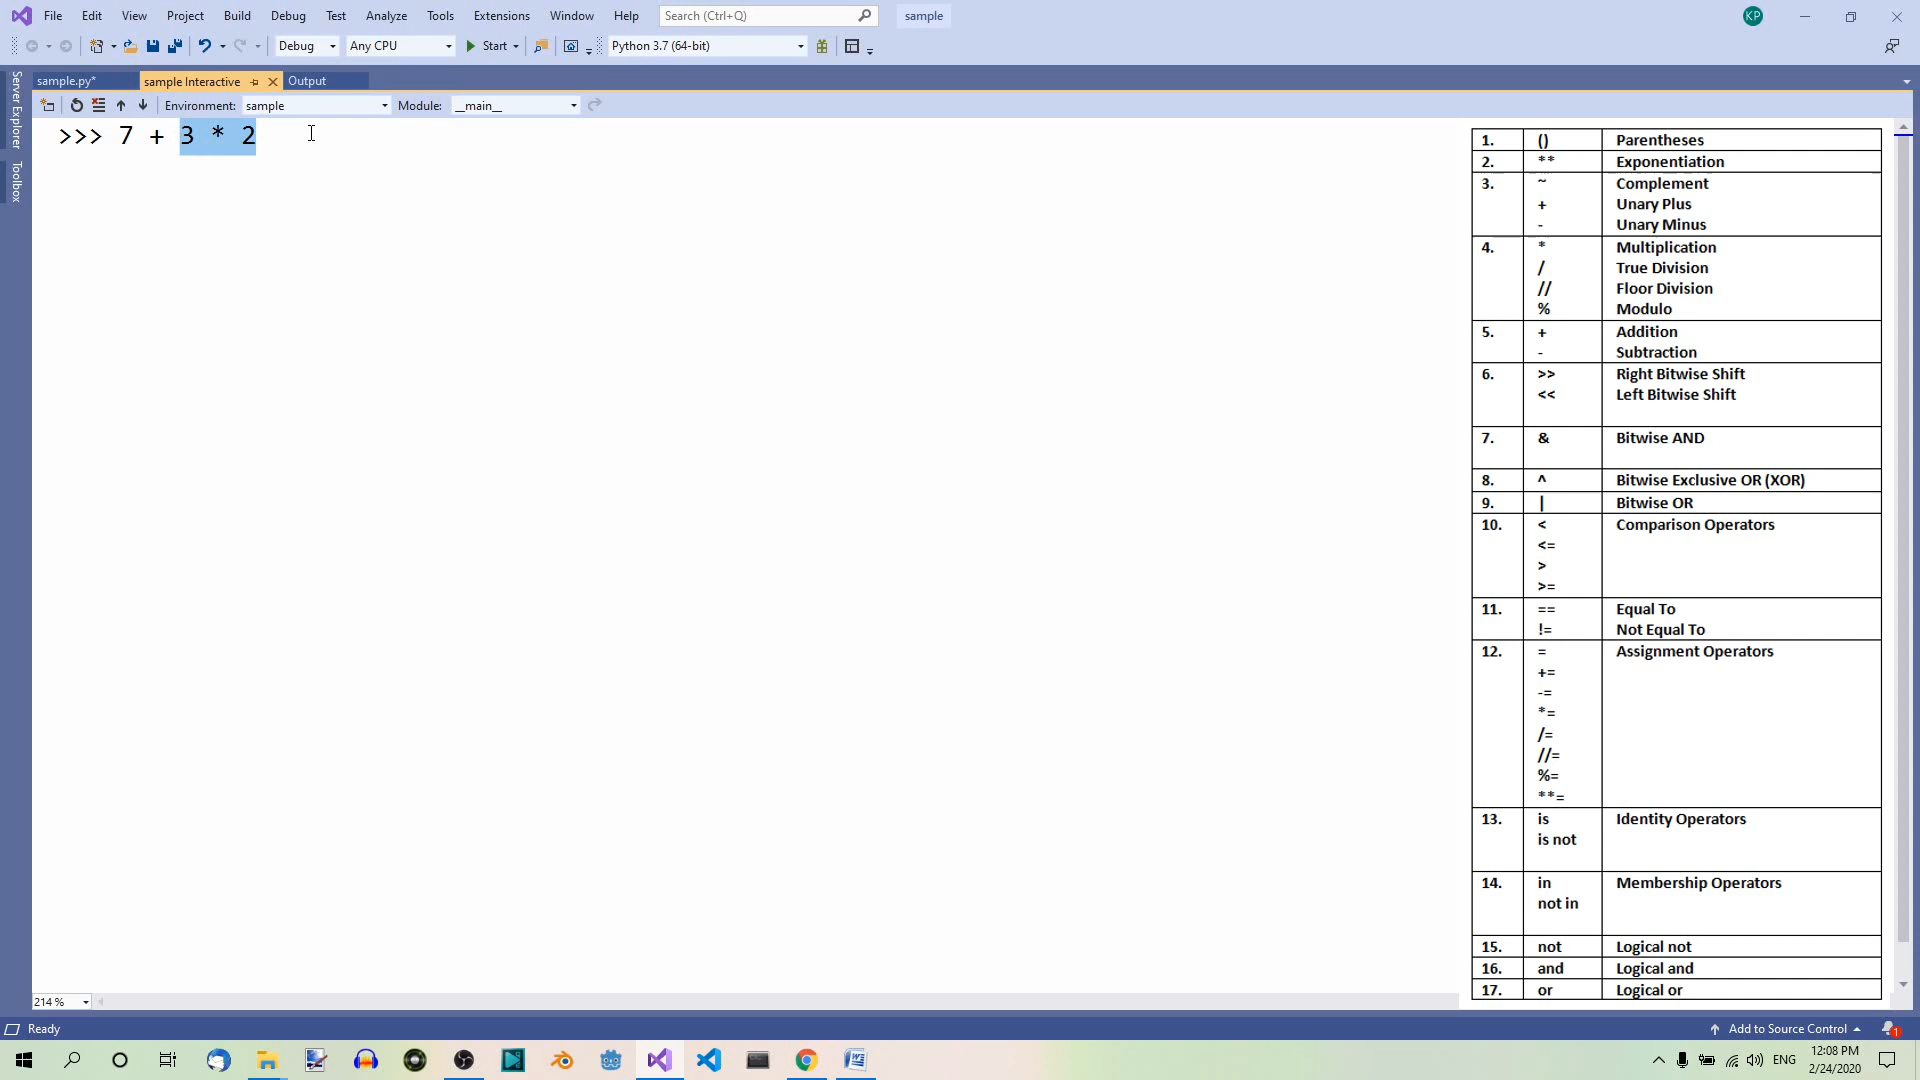 File Edit View Project Build Debug Test Analyze Tools Extensions Window Help Search (Ctrl+Q) sample KP
Debug Any CPU Start Python 3.7 (64-bit)
sample.py* sample Interactive Output
Environment: sample Module: __main__
Server Explorer
Toolbox
>>> 7 + 3 * 2
1. () Parentheses
2. ** Exponentiation
3. ~ Complement
+ Unary Plus
- Unary Minus
4. * Multiplication
/ True Division
// Floor Division
% Modulo
5. + Addition
- Subtraction
6. >> Right Bitwise Shift
<< Left Bitwise Shift
7. & Bitwise AND
8. ^ Bitwise Exclusive OR (XOR)
9. | Bitwise OR
10. < Comparison Operators
<=
>
>=
11. == Equal To
!= Not Equal To
12. = Assignment Operators
+=
-=
*=
/=
//=
%=
**=
13. is Identity Operators
is not
14. in Membership Operators
not in
15. not Logical not
16. and Logical and
17. or Logical or
214 %
Ready Add to Source Control 1
ENG 12:08 PM
2/24/2020